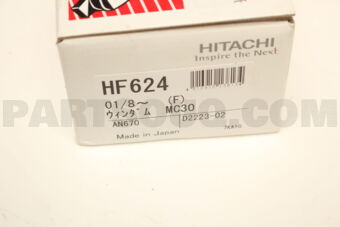 HITACHI
Inspire the Next
HF624
01/8～ (F)
ウィンダム MC30
AN670 D2223-02
Made in Japan